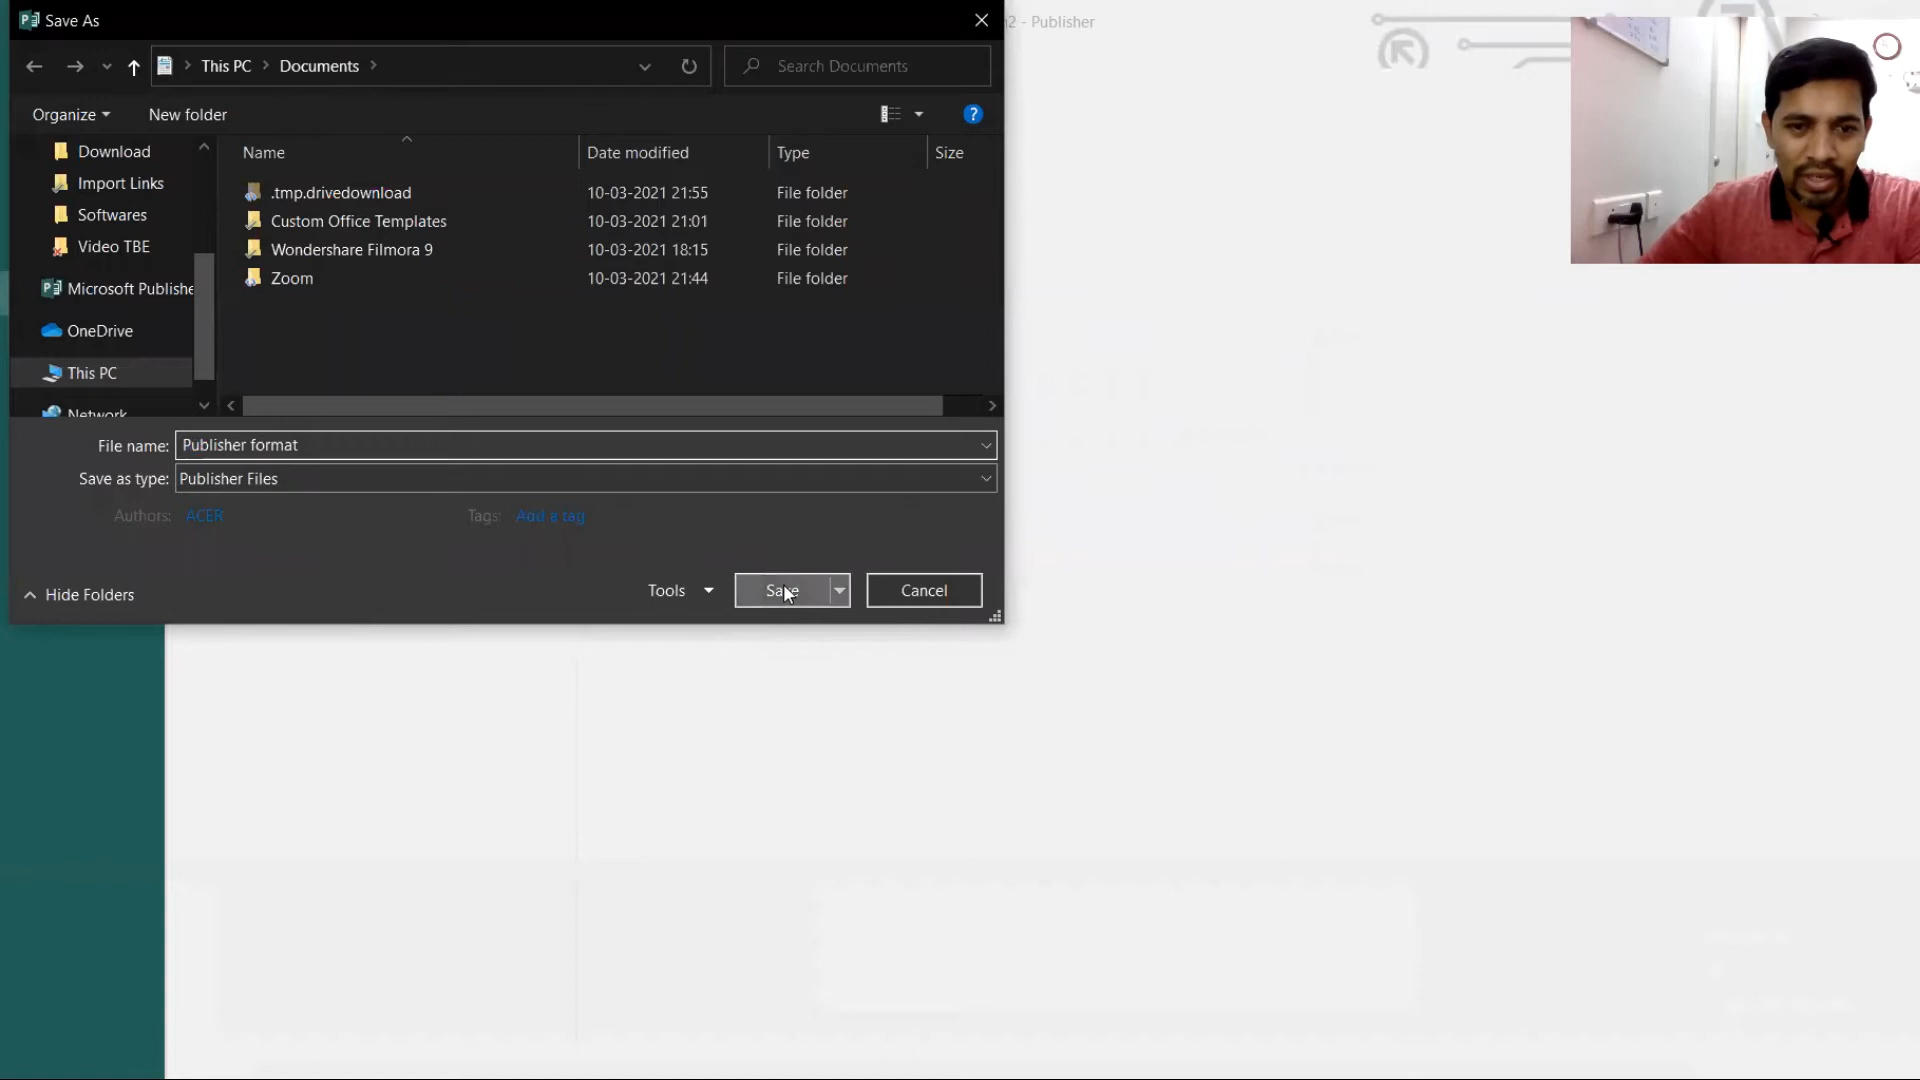 Save As
2 - Publisher
This PC
Documents
Search Documents
Organize
New folder
Name
Date modified
Type
Size
Download
Import Links
Softwares
Video TBE
Microsoft Publishe
OneDrive
This PC
Network
.tmp.drivedownload 10-03-2021 21:55 File folder
Custom Office Templates 10-03-2021 21:01 File folder
Wondershare Filmora 9 10-03-2021 18:15 File folder
Zoom 10-03-2021 21:44 File folder
File name: Publisher format
Save as type: Publisher Files
Authors: ACER Tags: Add a tag
Hide Folders
Tools
Save
Cancel